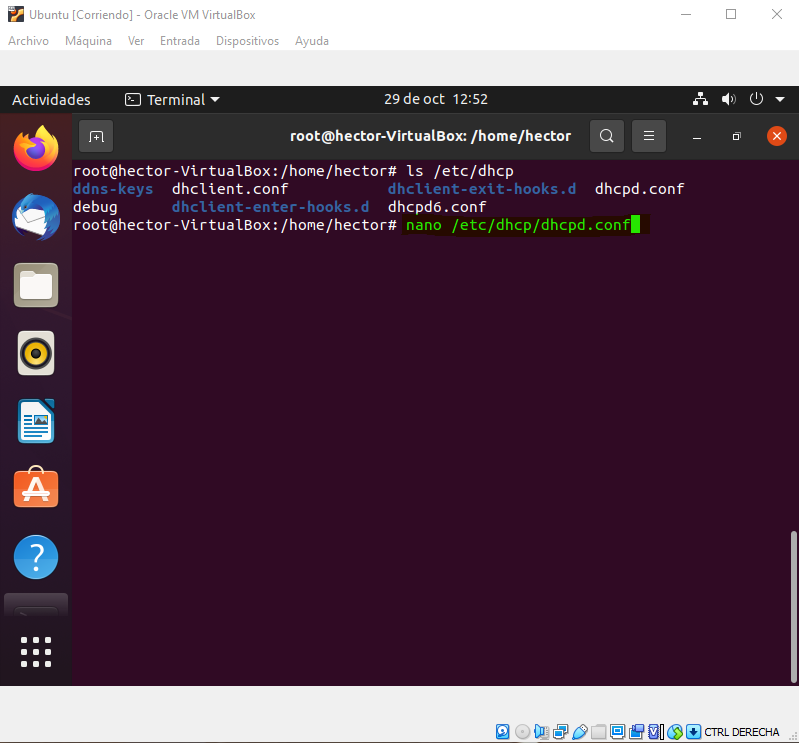 Ubuntu [Corriendo] - Oracle VM VirtualBox
Archivo Máquina Ver Entrada Dispositivos Ayuda
Actividades Terminal 29 de oct 12:52
root@hector-VirtualBox: /home/hector
root@hector-VirtualBox:/home/hector# ls /etc/dhcp
ddns-keys dhclient.conf dhclient-exit-hooks.d dhcpd.conf
debug dhclient-enter-hooks.d dhcpd6.conf
root@hector-VirtualBox:/home/hector# nano /etc/dhcp/dhcpd.conf
CTRL DERECHA